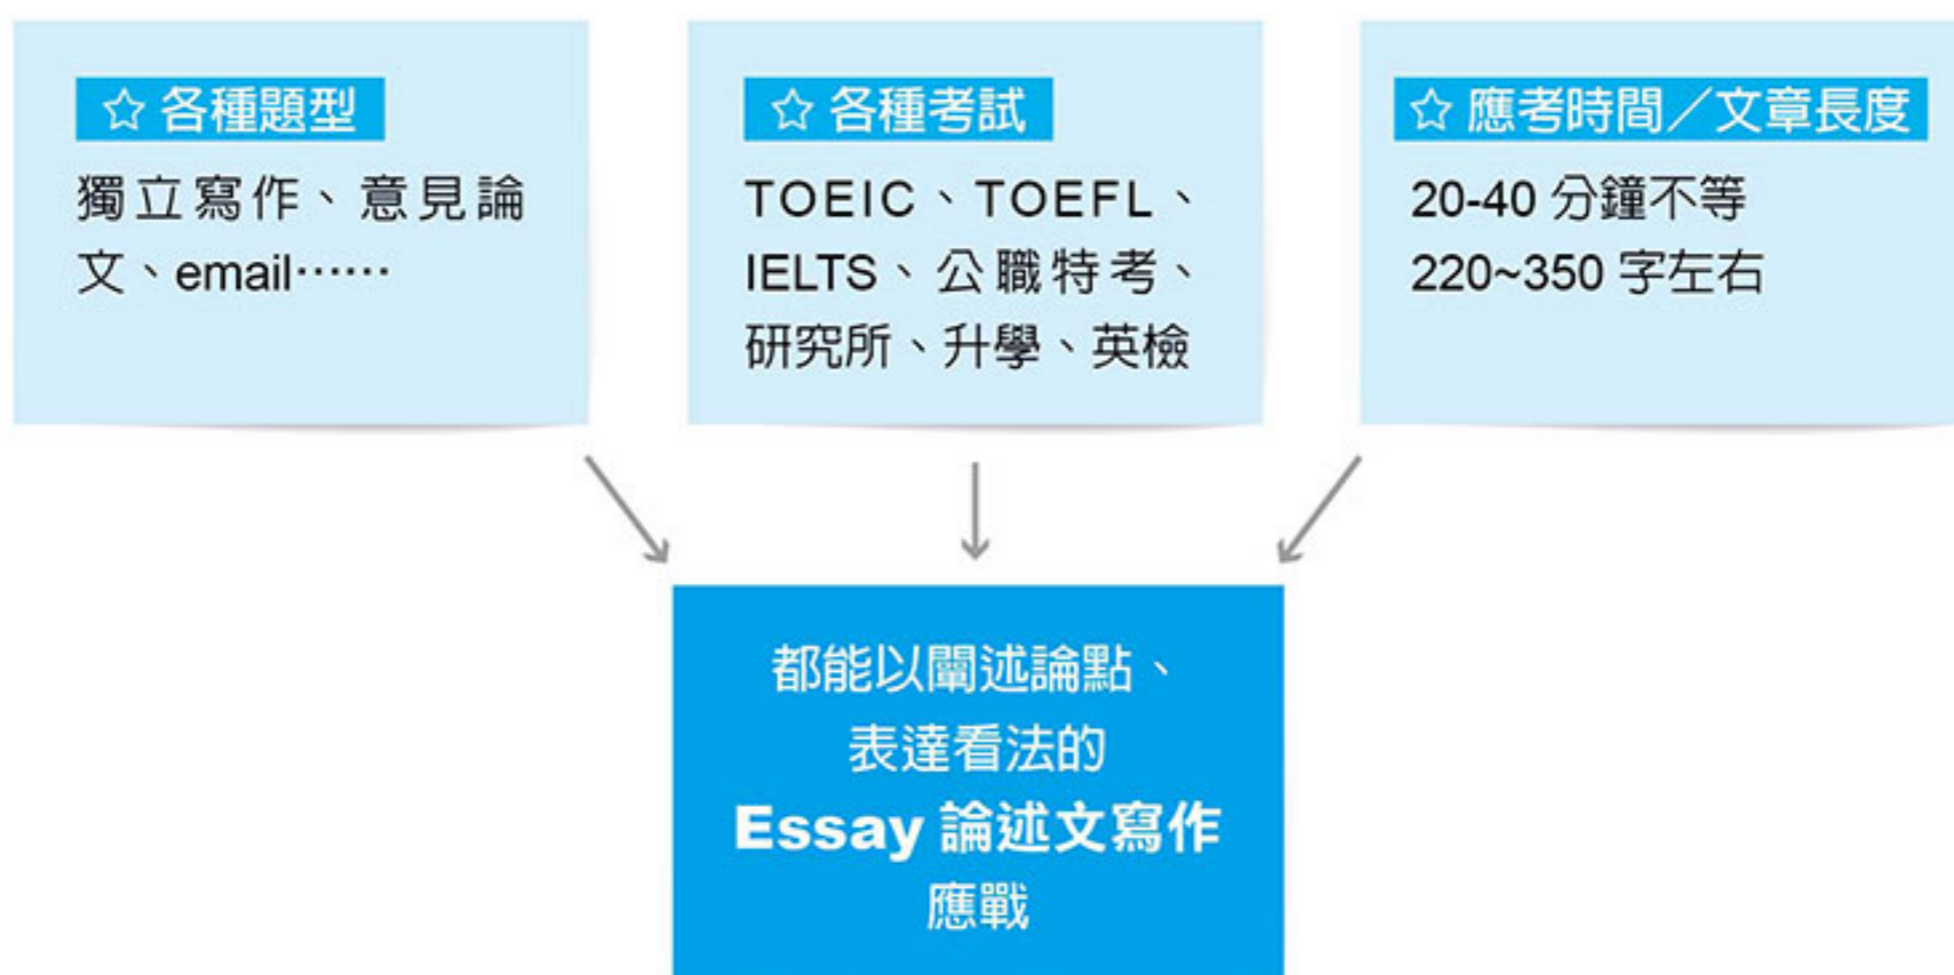 ☆ 各種題型
獨立寫作、意見論
文、email……
☆ 各種考試
TOEIC、TOEFL、
IELTS、公職特考、
研究所、升學、英檢
☆ 應考時間／文章長度
20-40 分鐘不等
220~350 字左右
都能以闡述論點、
表達看法的
Essay 論述文寫作
應戰